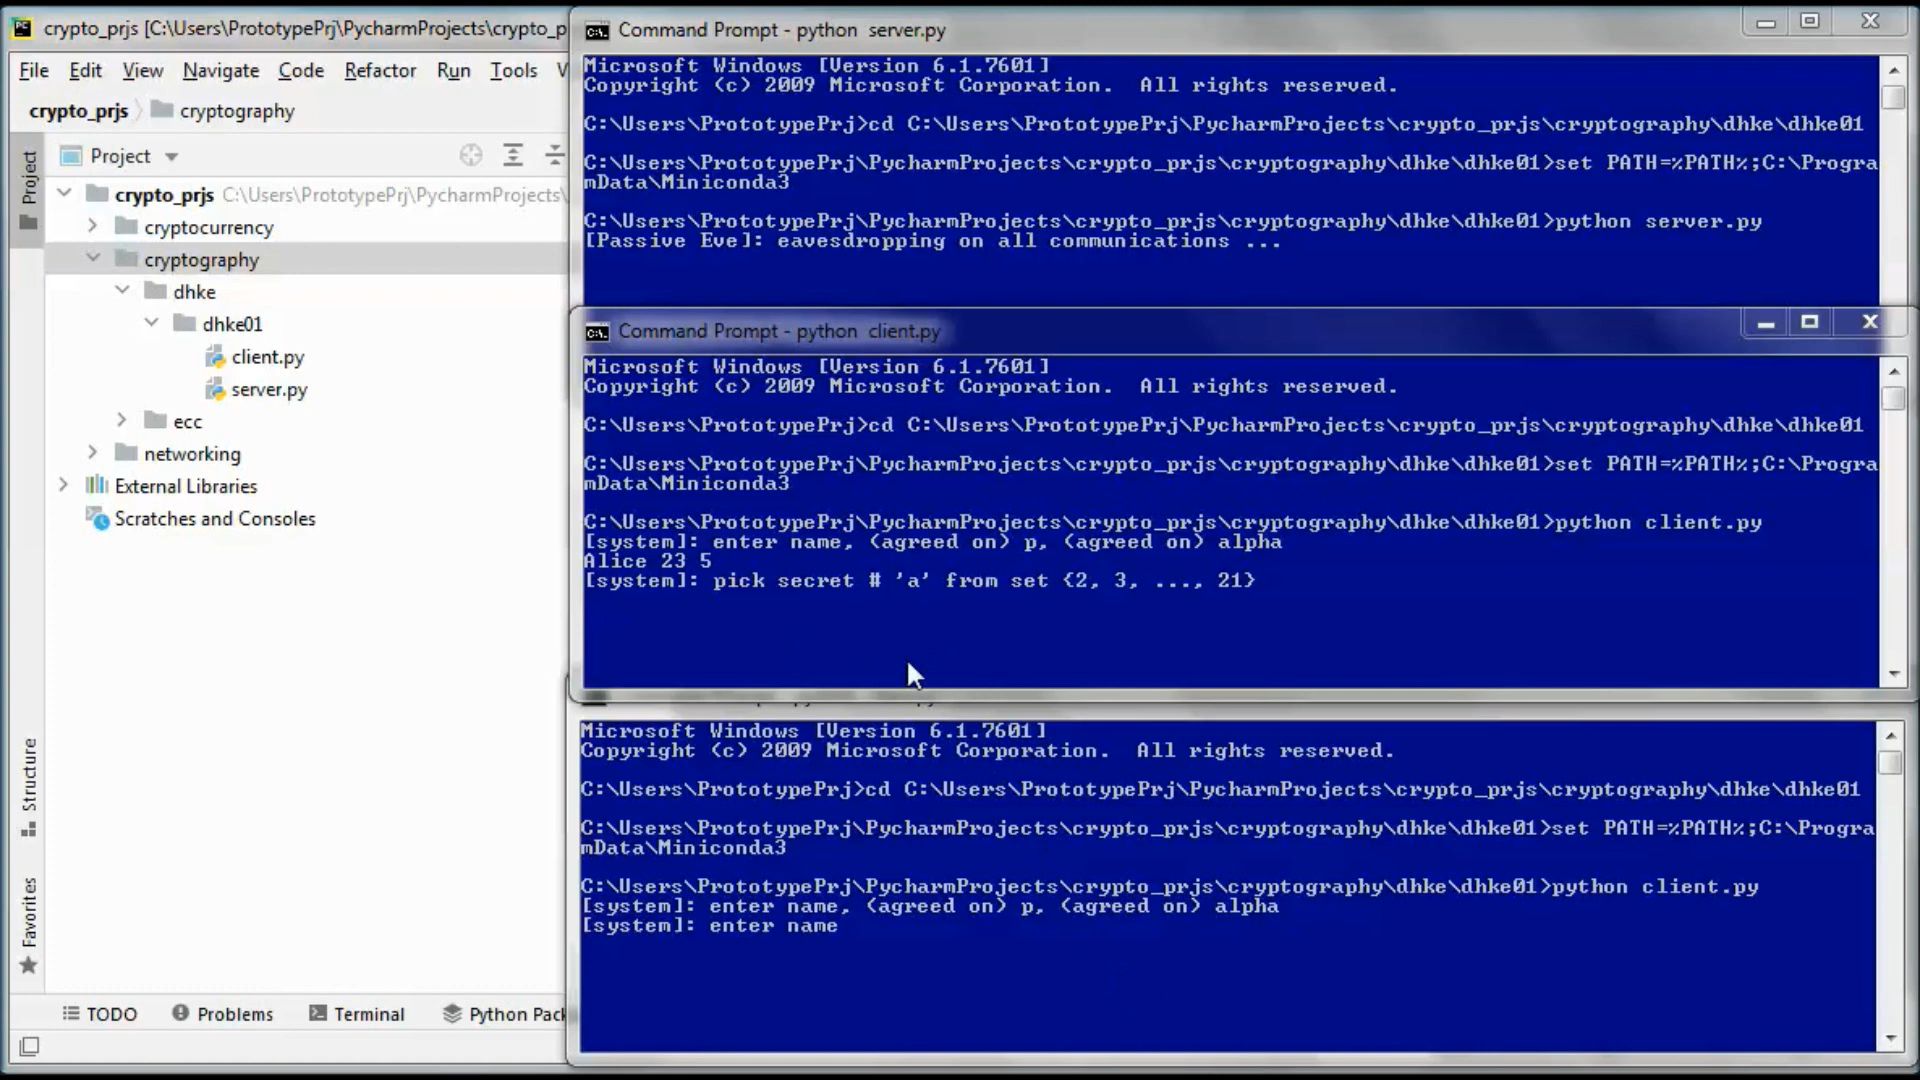 crypto_prjs [C:\Users\PrototypePrj\PycharmProjects\crypto_p
File Edit View Navigate Code Refactor Run Tools V
crypto_prjs cryptography
Project
Project
crypto_prjs C:\Users\PrototypePrj\PycharmProjects\
cryptocurrency
cryptography
dhke
dhke01
client.py
server.py
ecc
networking
External Libraries
Scratches and Consoles
Structure
Favorites
TODO Problems Terminal Python Pack
Command Prompt - python server.py
Microsoft Windows [Version 6.1.7601]
Copyright (c) 2009 Microsoft Corporation. All rights reserved.
C:\Users\PrototypePrj>cd C:\Users\PrototypePrj\PycharmProjects\crypto_prjs\cryptography\dhke\dhke01
C:\Users\PrototypePrj\PycharmProjects\crypto_prjs\cryptography\dhke\dhke01>set PATH=%PATH%;C:\Progra
mData\Miniconda3
C:\Users\PrototypePrj\PycharmProjects\crypto_prjs\cryptography\dhke\dhke01>python server.py
[Passive Eve]: eavesdropping on all communications ...
Command Prompt - python client.py
Microsoft Windows [Version 6.1.7601]
Copyright (c) 2009 Microsoft Corporation. All rights reserved.
C:\Users\PrototypePrj>cd C:\Users\PrototypePrj\PycharmProjects\crypto_prjs\cryptography\dhke\dhke01
C:\Users\PrototypePrj\PycharmProjects\crypto_prjs\cryptography\dhke\dhke01>set PATH=%PATH%;C:\Progra
mData\Miniconda3
C:\Users\PrototypePrj\PycharmProjects\crypto_prjs\cryptography\dhke\dhke01>python client.py
[system]: enter name, (agreed on) p, (agreed on) alpha
Alice 23 5
[system]: pick secret # 'a' from set {2, 3, ..., 21}
Microsoft Windows [Version 6.1.7601]
Copyright (c) 2009 Microsoft Corporation. All rights reserved.
C:\Users\PrototypePrj>cd C:\Users\PrototypePrj\PycharmProjects\crypto_prjs\cryptography\dhke\dhke01
C:\Users\PrototypePrj\PycharmProjects\crypto_prjs\cryptography\dhke\dhke01>set PATH=%PATH%;C:\Progra
mData\Miniconda3
C:\Users\PrototypePrj\PycharmProjects\crypto_prjs\cryptography\dhke\dhke01>python client.py
[system]: enter name, (agreed on) p, (agreed on) alpha
[system]: enter name